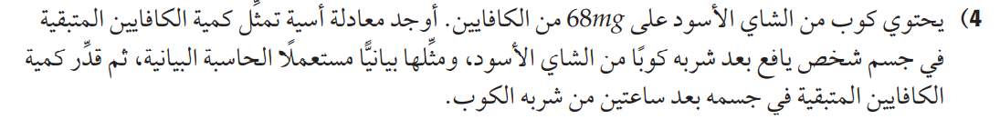 4) يحتوي كوب من الشاي الأسود على 68mg من الكافايين. أوجد معادلة أسية تمثِّل كمية الكافايين المتبقية
في جسم شخص يافع بعد شربه كوبًا من الشاي الأسود، ومثِّلها بيانيًّا مستعملًا الحاسبة البيانية، ثم قدِّر كمية
الكافايين المتبقية في جسمه بعد ساعتين من شربه الكوب.